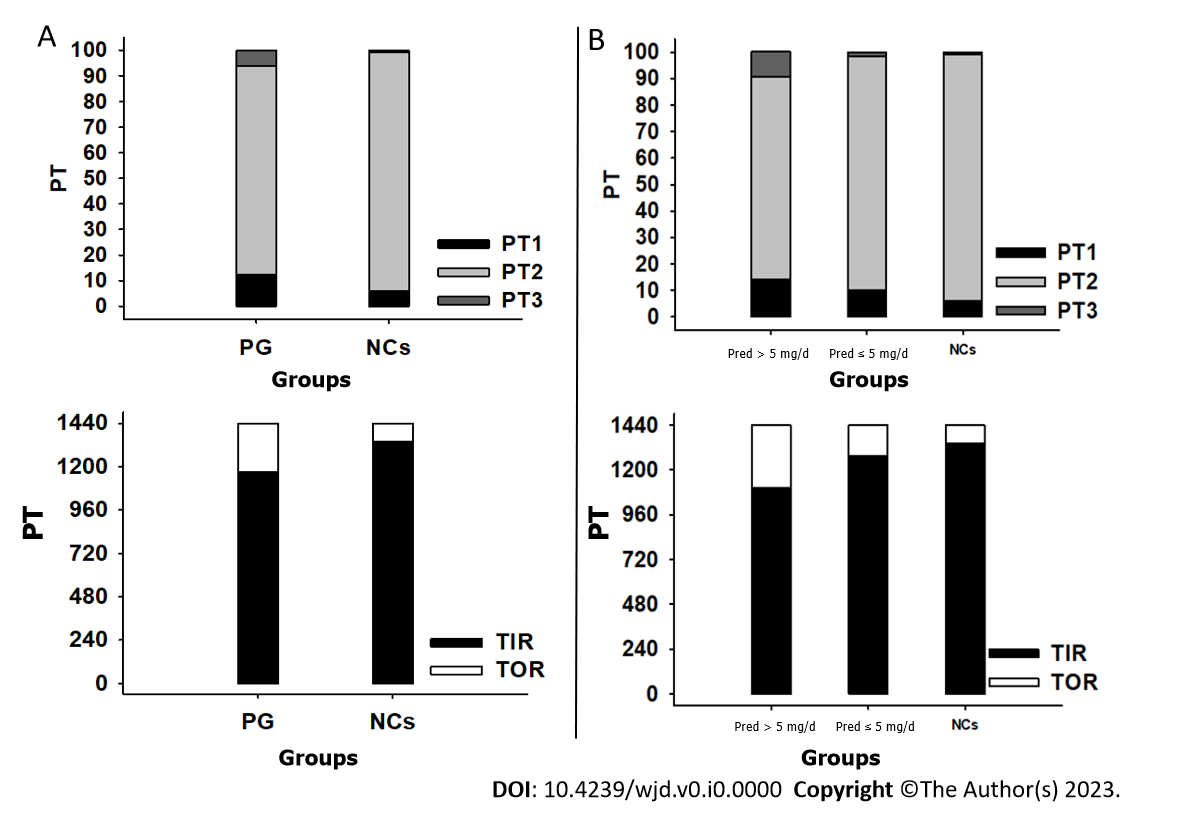 A
PT
100
90
80
70
60
50
40
30
20
10
0
PT1
PT2
PT3
PG NCs
Groups
PT
1440
1200
960
720
480
240
0
TIR
TOR
PG NCs
Groups
B
PT
100
90
80
70
60
50
40
30
20
10
0
PT1
PT2
PT3
Pred > 5 mg/d Pred ≤ 5 mg/d NCs
Groups
PT
1440
1200
960
720
480
240
0
TIR
TOR
Pred > 5 mg/d Pred ≤ 5 mg/d NCs
Groups
DOI: 10.4239/wjd.v0.i0.0000 Copyright ©The Author(s) 2023.